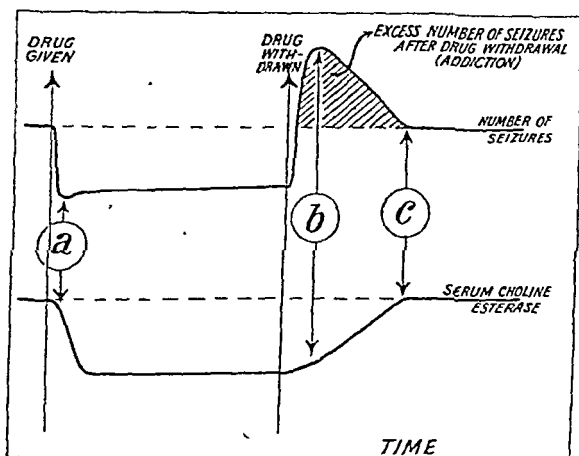 DRUG
GIVEN
DRUG
WITH-
DRAWN
EXCESS NUMBER OF SEIZURES
AFTER DRUG WITHDRAWAL
(ADDICTION)
NUMBER OF
SEIZURES
a
b
c
SERUM CHOLINE
ESTERASE
TIME